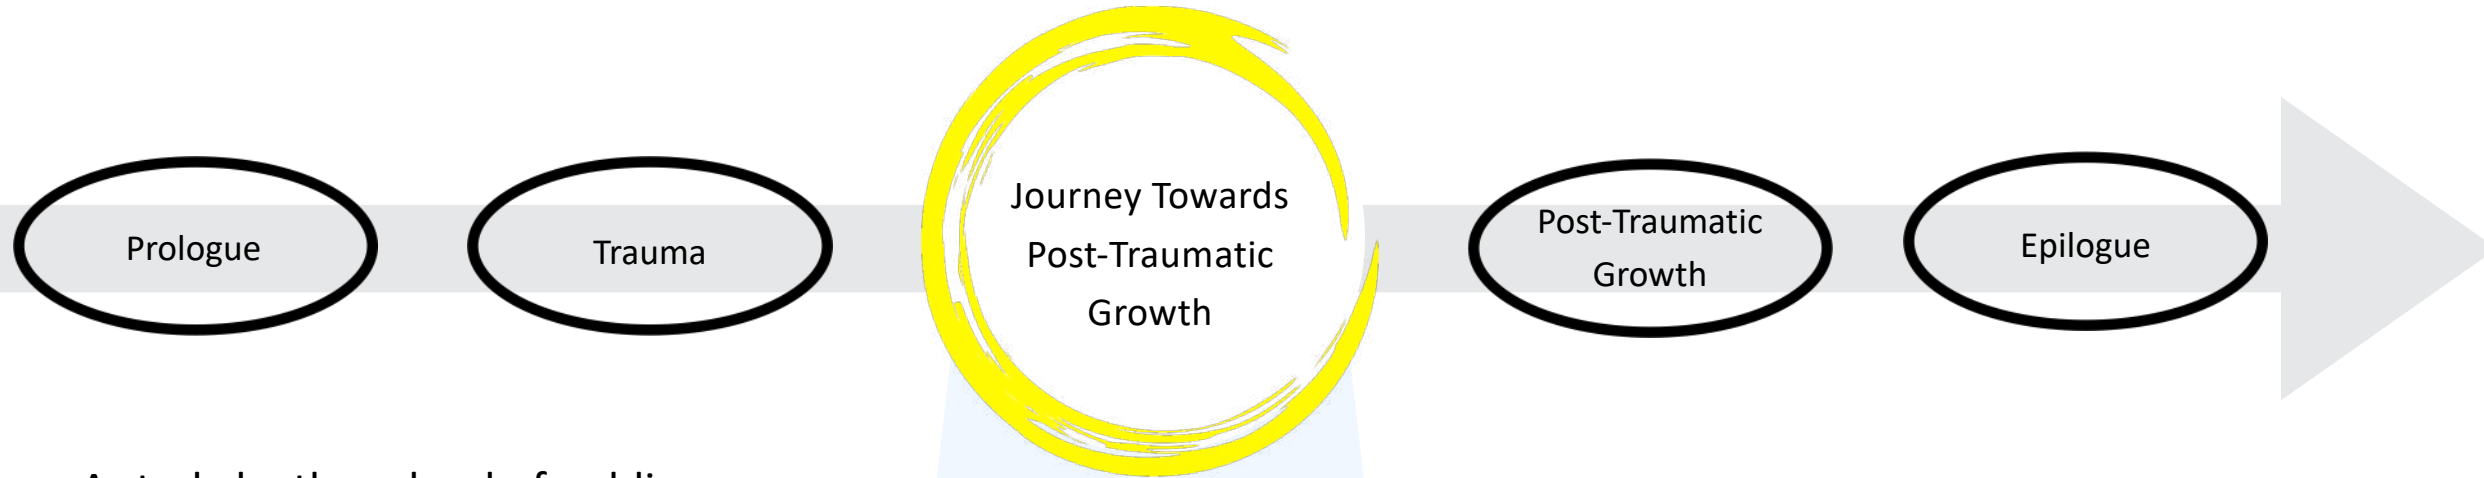 Prologue
Trauma
Journey Towards
Post-Traumatic
Growth
Post-Traumatic
Growth
Epilogue